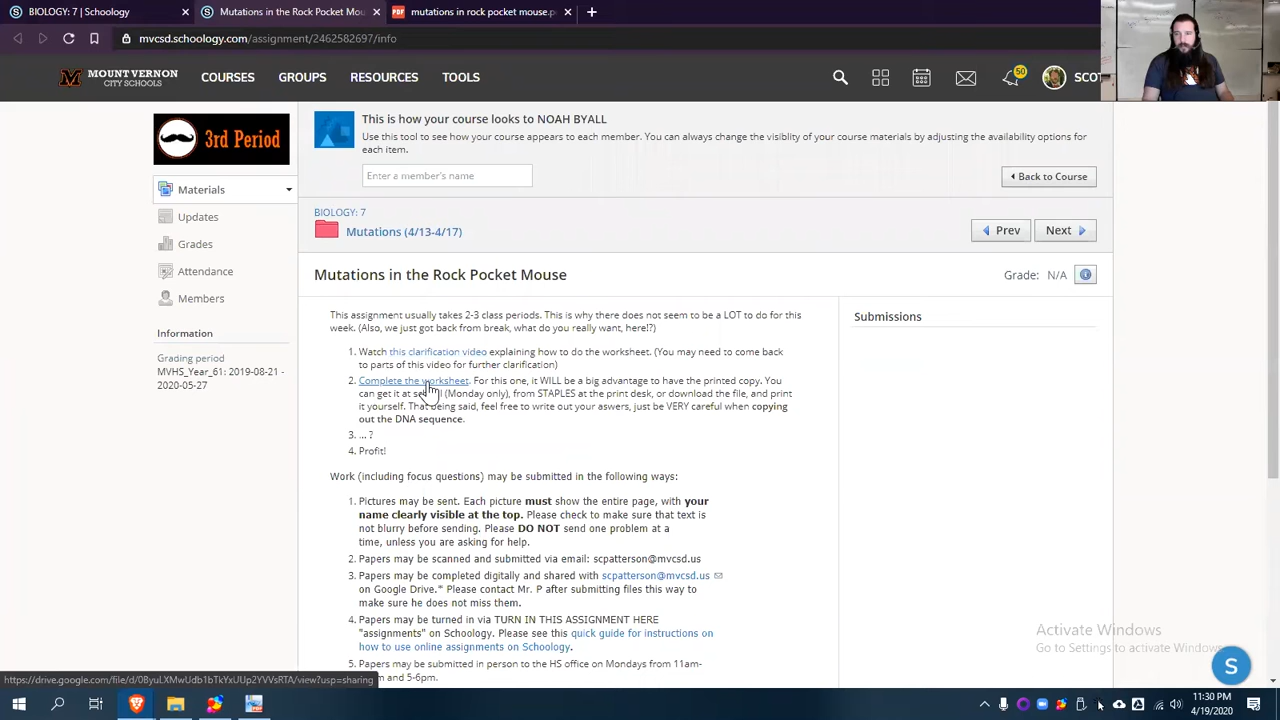 BIOLOGY: 7 | Schoology
Mutations in the Rock Pocket Mou
mutations in rock pocket mouse.p
mvcsd.schoology.com/assignment/2462582697/info
MOUNT VERNON
CITY SCHOOLS
COURSES
GROUPS
RESOURCES
TOOLS
50
SCOT
3rd Period
Materials
Updates
Grades
Attendance
Members
Information
Grading period
MVHS_Year_61: 2019-08-21 -
2020-05-27
This is how your course looks to NOAH BYALL
Use this tool to see how your course appears to each member. You can always change the visiblity of your course materials by adjusting the availability options for
each item.
Enter a member's name
Back to Course
BIOLOGY: 7
Mutations (4/13-4/17)
Prev
Next
Mutations in the Rock Pocket Mouse
Grade: N/A
This assignment usually takes 2-3 class periods. This is why there does not seem to be a LOT to do for this
week. (Also, we just got back from break, what do you really want, here!?)
1. Watch this clarification video explaining how to do the worksheet. (You may need to come back
to parts of this video for further clarification)
2. Complete the worksheet. For this one, it WILL be a big advantage to have the printed copy. You
can get it at (Monday only), from STAPLES at the print desk, or download the file, and print
it yourself. That being said, feel free to write out your aswers, just be VERY careful when copying
out the DNA sequence.
3. ... ?
4. Profit!
Work (including focus questions) may be submitted in the following ways:
1. Pictures may be sent. Each picture must show the entire page, with your
name clearly visible at the top. Please check to make sure that text is
not blurry before sending. Please DO NOT send one problem at a
time, unless you are asking for help.
2. Papers may be scanned and submitted via email: scpatterson@mvcsd.us
3. Papers may be completed digitally and shared with scpatterson@mvcsd.us
on Google Drive.* Please contact Mr. P after submitting files this way to
make sure he does not miss them.
4. Papers may be turned in via TURN IN THIS ASSIGNMENT HERE
"assignments" on Schoology. Please see this quick guide for instructions on
how to use online assignments on Schoology.
5. Papers may be submitted in person to the HS office on Mondays from 11am-
m and 5-6pm.
Submissions
Activate Windows
Go to Settings to activate Windows.
S
https://drive.google.com/file/d/0ByuLXMwUdb1bTkYxUUp2YVVsRTA/view?usp=sharing
11:30 PM
4/19/2020